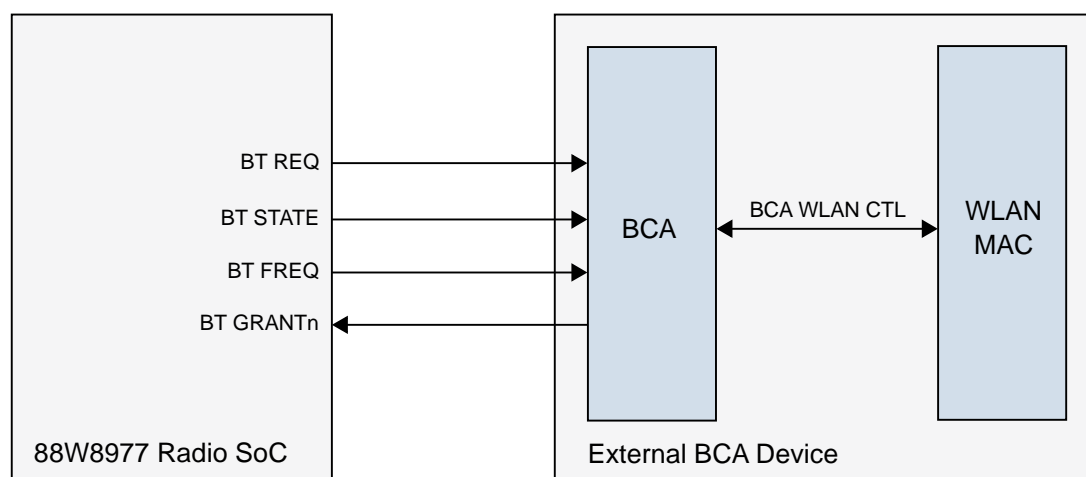 BT REQ
BT STATE
BT FREQ
BT GRANTn
88W8977 Radio SoC
BCA
BCA WLAN CTL
WLAN
MAC
External BCA Device